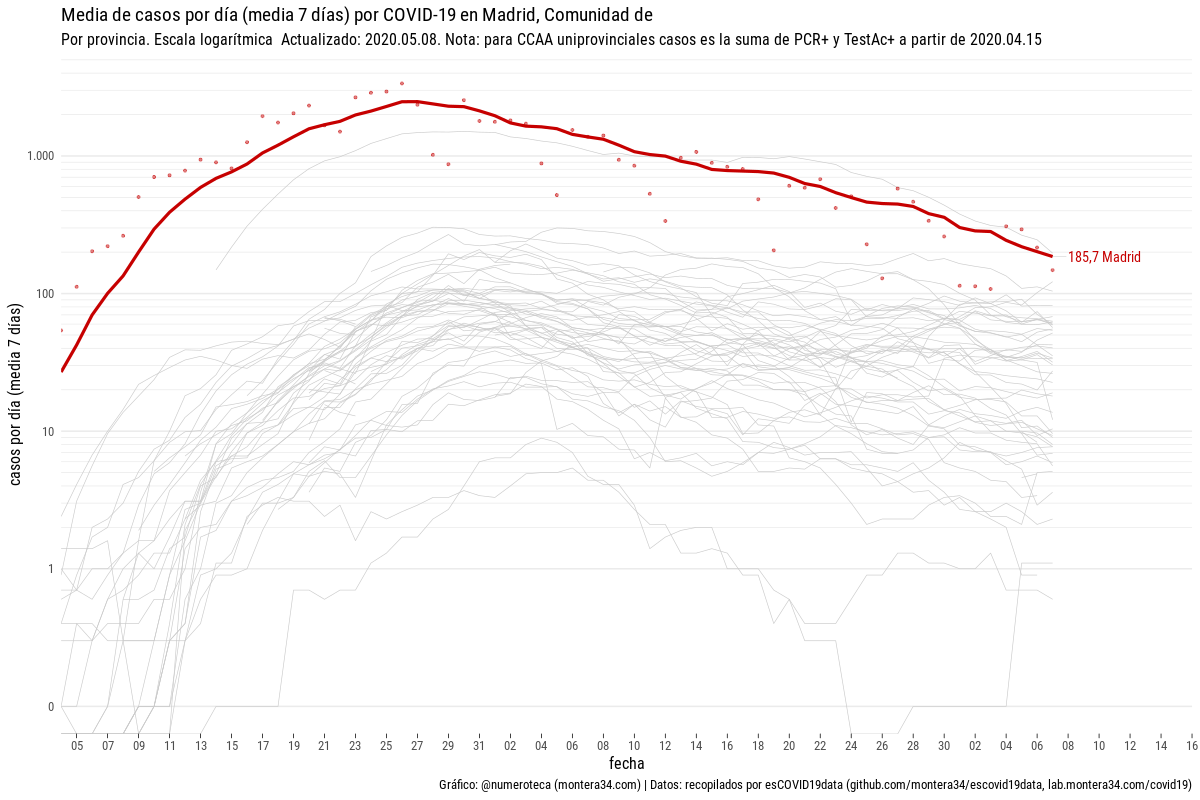 Media de casos por día (media 7 días) por COVID-19 en Madrid, Comunidad de
Por provincia. Escala logarítmica  Actualizado: 2020.05.08. Nota: para CCAA uniprovinciales casos es la suma de PCR+ y TestAc+ a partir de 2020.04.15
casos por día (media 7 días)
1.000
100
10
1
0
185,7 Madrid
05 07 09 11 13 15 17 19 21 23 25 27 29 31 02 04 06 08 10 12 14 16 18 20 22 24 26 28 30 02 04 06 08 10 12 14 16
fecha
Gráfico: @numeroteca (montera34.com) | Datos: recopilados por esCOVID19data (github.com/montera34/escovid19data, lab.montera34.com/covid19)